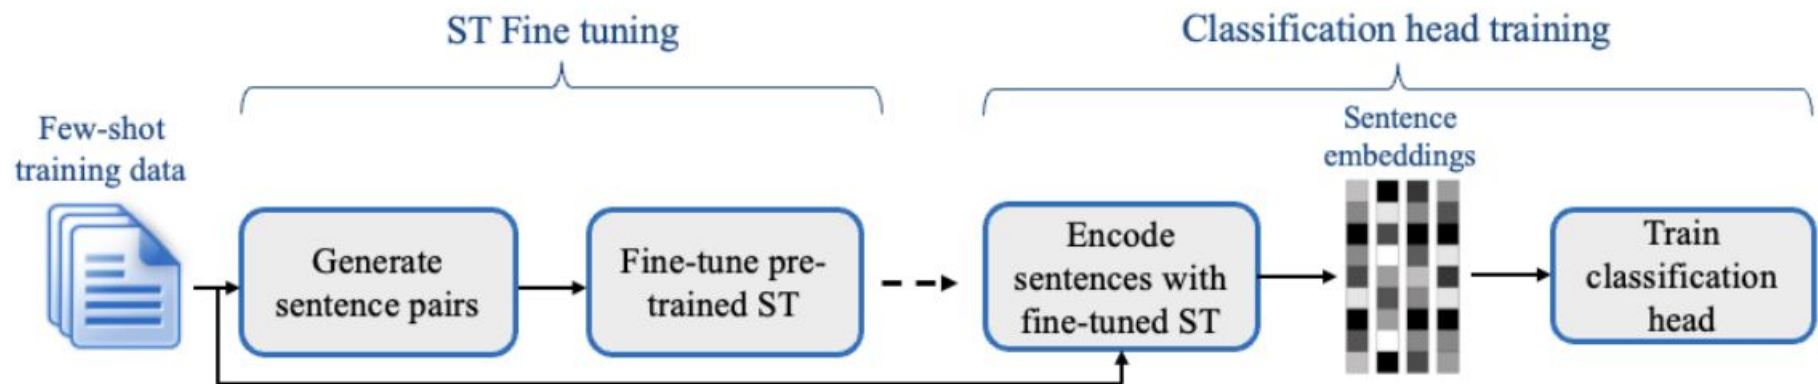 ST Fine tuning
Classification head training
Few-shot
training data
Generate
sentence pairs
Fine-tune pre-
trained ST
Encode
sentences with
fine-tuned ST
Sentence
embeddings
Train
classification
head